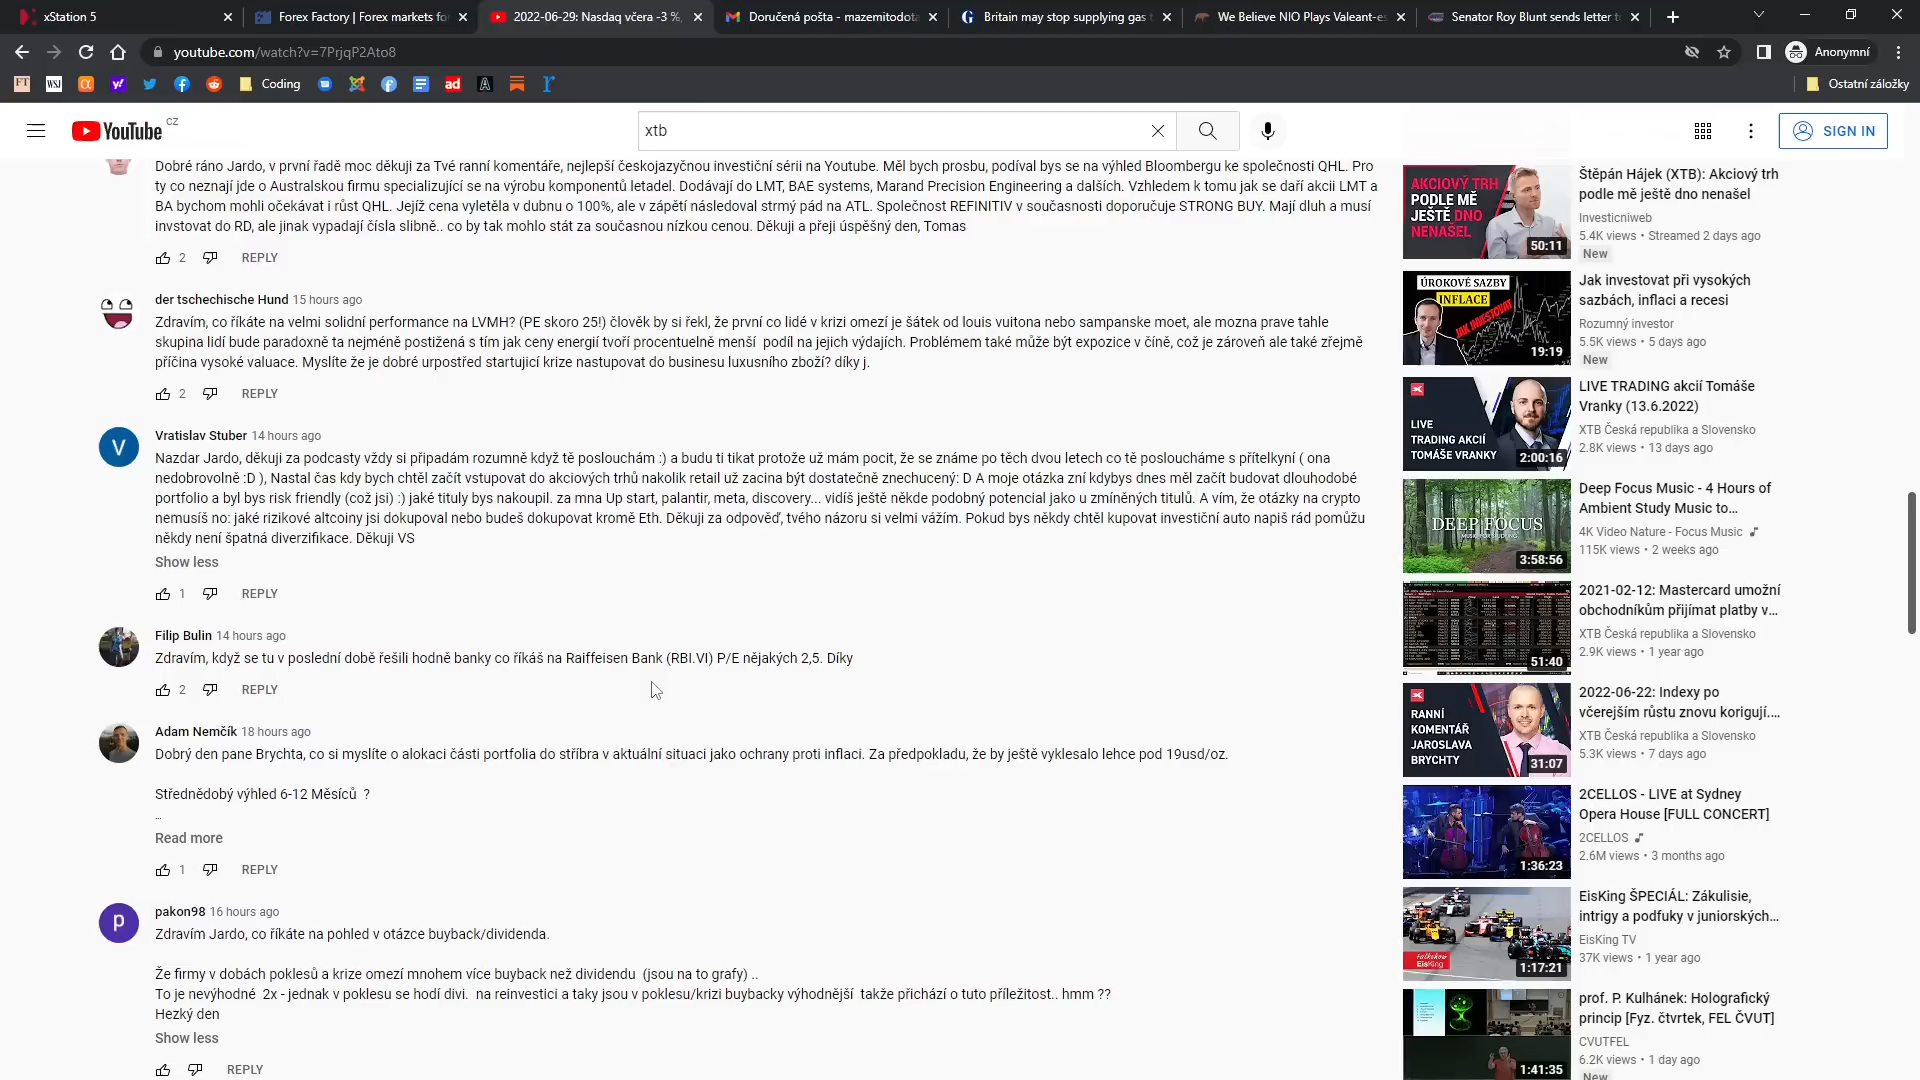 xStation 5
Forex Factory | Forex markets fo
2022-06-29: Nasdaq včera -3 %,
Doručená pošta - mazemitodota
Britain may stop supplying gas t
We Believe NIO Plays Valeant-es
Senator Roy Blunt sends letter t
youtube.com/watch?v=7PrjqP2Ato8
Anonymní
FT
WSJ
Coding
Ostatní záložky
YouTube CZ
xtb
SIGN IN
Dobré ráno Jardo, v první řadě moc děkuji za Tvé ranní komentáře, nejlepší českojazyčnou investiční sérii na Youtube. Měl bych prosbu, podíval bys se na výhled Bloombergu ke společnosti QHL. Pro
ty co neznají jde o Australskou firmu specializující se na výrobu komponentů letadel. Dodávají do LMT, BAE systems, Marand Precision Engineering a dalších. Vzhledem k tomu jak se daří akcii LMT a
BA bychom mohli očekávat i růst QHL. Jejíž cena vyletěla v dubnu o 100%, ale v zápětí následoval strmý pád na ATL. Společnost REFINITIV v současnosti doporučuje STRONG BUY. Mají dluh a musí
invstovat do RD, ale jinak vypadají čísla slibně.. co by tak mohlo stát za současnou nízkou cenou. Děkuji a přeji úspěšný den, Tomas
2 REPLY
der tschechische Hund 15 hours ago
Zdravím, co říkáte na velmi solidní performance na LVMH? (PE skoro 25!) člověk by si řekl, že první co lidé v krizi omezí je šátek od louis vuitona nebo sampanske moet, ale mozna prave tahle
skupina lidí bude paradoxně ta nejméně postižená s tím jak ceny energií tvoří procentuelně menší  podíl na jejich výdajích. Problémem také může být expozice v číně, což je zároveň ale také zřejmě
příčina vysoké valuace. Myslíte že je dobré urpostřed startující krize nastupovat do businesu luxusního zboží? díky j.
2 REPLY
V
Vratislav Stuber 14 hours ago
Nazdar Jardo, děkuji za podcasty vždy si připadám rozumně když tě poslouchám :) a budu ti tikat protože už mám pocit, že se známe po těch dvou letech co tě posloucháme s přítelkyní ( ona
nedobrovolně :D ), Nastal čas kdy bych chtěl začít vstupovat do akciových trhů nakolik retail už zacina být dostatečně znechucený: D A moje otázka zní kdybys dnes měl začít budovat dlouhodobé
portfolio a byl bys risk friendly (což jsi) :) jaké tituly bys nakoupil. za mna Up start, palantir, meta, discovery... vidíš ještě někde podobný potencial jako u zmíněných titulů. A vím, že otázky na crypto
nemusíš no: jaké rizikové altcoiny jsi dokupoval nebo budeš dokupovat kromě Eth. Děkuji za odpověď, tvého názoru si velmi vážím. Pokud bys někdy chtěl kupovat investiční auto napiš rád pomůžu
někdy není špatná diverzifikace. Děkuji VS
Show less
1 REPLY
Filip Bulin 14 hours ago
Zdravím, když se tu v poslední době řešili hodně banky co říkáš na Raiffeisen Bank (RBI.VI) P/E nějakých 2,5. Díky
2 REPLY
Adam Nemčík 18 hours ago
Dobrý den pane Brychta, co si myslíte o alokaci části portfolia do stříbra v aktuální situaci jako ochrany proti inflaci. Za předpokladu, že by ještě vyklesalo lehce pod 19usd/oz.
Střednědobý výhled 6-12 Měsíců  ?
...
Read more
1 REPLY
p
pakon98 16 hours ago
Zdravím Jardo, co říkáte na pohled v otázce buyback/dividenda.
Že firmy v dobách poklesů a krize omezí mnohem více buyback než dividendu  (jsou na to grafy) ..
To je nevýhodné  2x - jednak v poklesu se hodí divi.  na reinvestici a taky jsou v poklesu/krizi buybacky výhodnější  takže přichází o tuto příležitost.. hmm ??
Hezký den
Show less
REPLY
AKCIOVÝ TRH
PODLE MĚ
JEŠTĚ DNO
NENAŠEL
50:11
Štěpán Hájek (XTB): Akciový trh
podle mě ještě dno nenašel
Investicniweb
5.4K views • Streamed 2 days ago
New
ÚROKOVÉ SAZBY
INFLACE
JAK INVESTOVAT
19:19
Jak investovat při vysokých
sazbách, inflaci a recesi
Rozumný investor
5.5K views • 5 days ago
New
LIVE
TRADING AKCIÍ
TOMÁŠE VRANKY
2:00:16
LIVE TRADING akcií Tomáše
Vranky (13.6.2022)
XTB Česká republika a Slovensko
2.8K views • 13 days ago
DEEP FOCUS
3:58:56
Deep Focus Music - 4 Hours of
Ambient Study Music to...
4K Video Nature - Focus Music
115K views • 2 weeks ago
51:40
2021-02-12: Mastercard umožní
obchodníkům přijímat platby v...
XTB Česká republika a Slovensko
2.9K views • 1 year ago
RANNÍ
KOMENTÁŘ
JAROSLAVA
BRYCHTY
31:07
2022-06-22: Indexy po
včerejším růstu znovu korigují....
XTB Česká republika a Slovensko
5.3K views • 7 days ago
1:36:23
2CELLOS - LIVE at Sydney
Opera House [FULL CONCERT]
2CELLOS
2.6M views • 3 months ago
talkshow
EisKing
1:17:21
EisKing ŠPECIÁL: Zákulisie,
intrigy a podfuky v juniorských...
EisKing TV
37K views • 1 year ago
1:41:35
prof. P. Kulhánek: Holografický
princip [Fyz. čtvrtek, FEL ČVUT]
CVUTFEL
6.2K views • 1 day ago
New